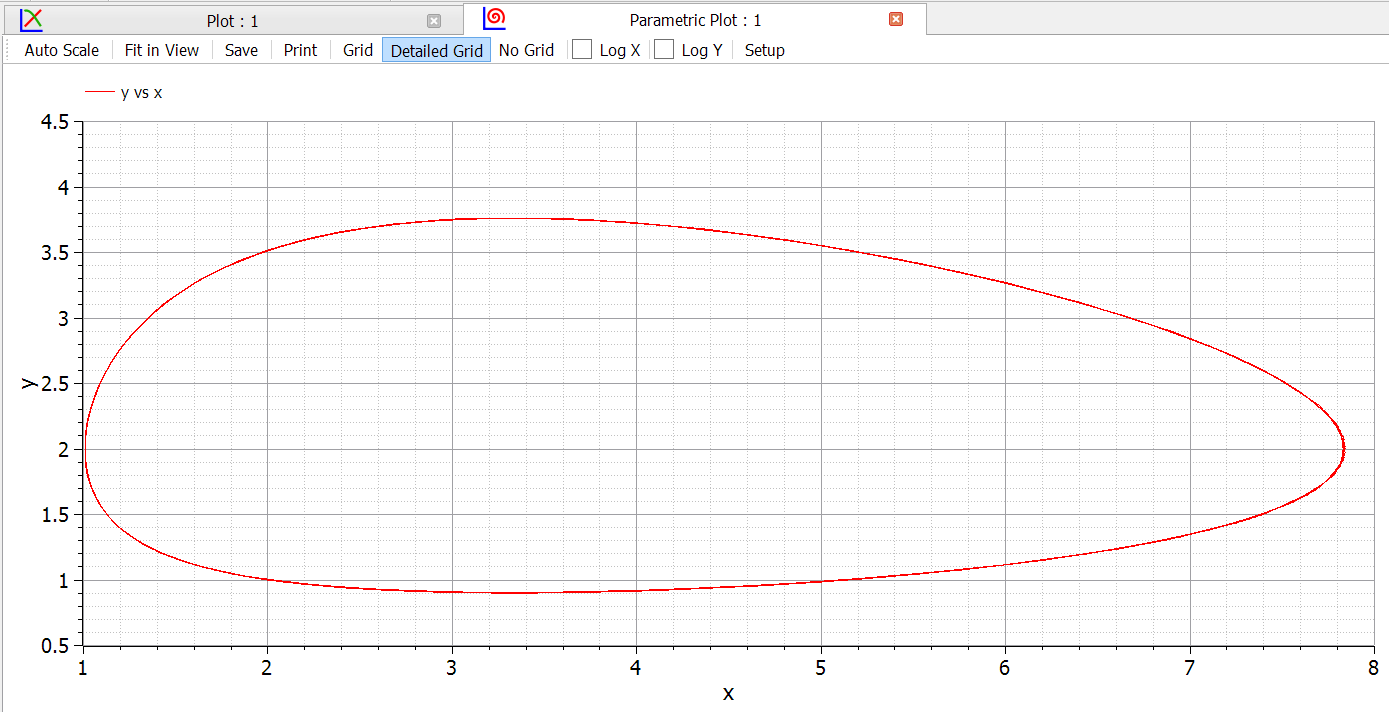 Plot : 1 Parametric Plot : 1
Auto Scale Fit in View Save Print Grid Detailed Grid No Grid Log X Log Y Setup
y vs x
4.5
4
3.5
3
y
2.5
2
1.5
1
0.5
1 2 3 4 5 6 7 8
x